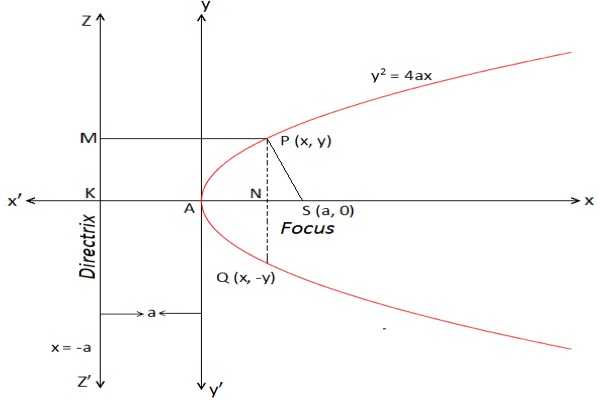 Z
y
y² = 4ax
M
P (x, y)
x′
K
A
N
S (a, 0)
x
Focus
Directrix
Q (x, -y)
a
x = -a
Z′
y′